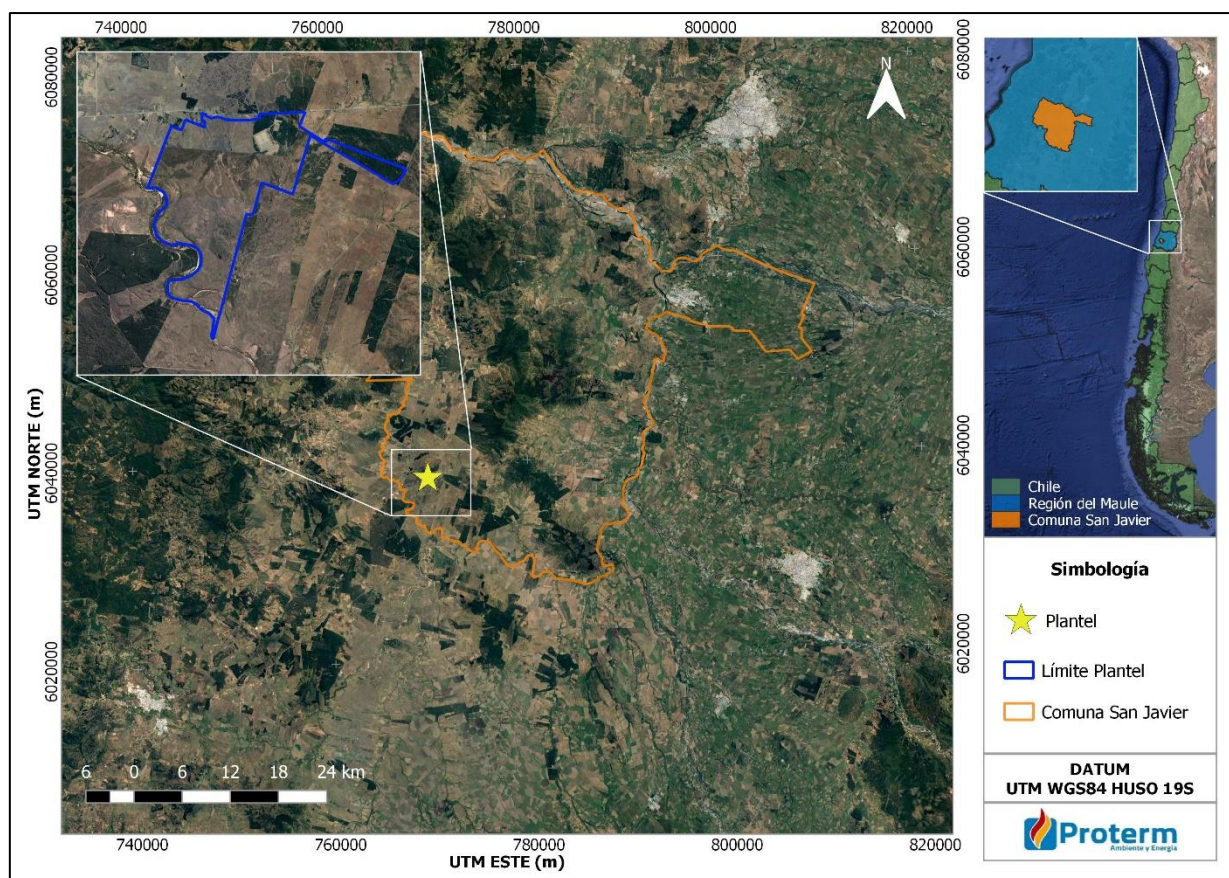 740000 760000 780000 800000 820000
6080000
6060000
6040000
6020000
UTM NORTE (m)
N
6080000
6060000
6040000
6020000
6 0 6 12 18 24 km
740000 760000 780000 800000 820000
UTM ESTE (m)
Chile
Región del Maule
Comuna San Javier
Simbología
Plantel
Límite Plantel
Comuna San Javier
DATUM
UTM WGS84 HUSO 19S
Proterm
Ambiente y Energía